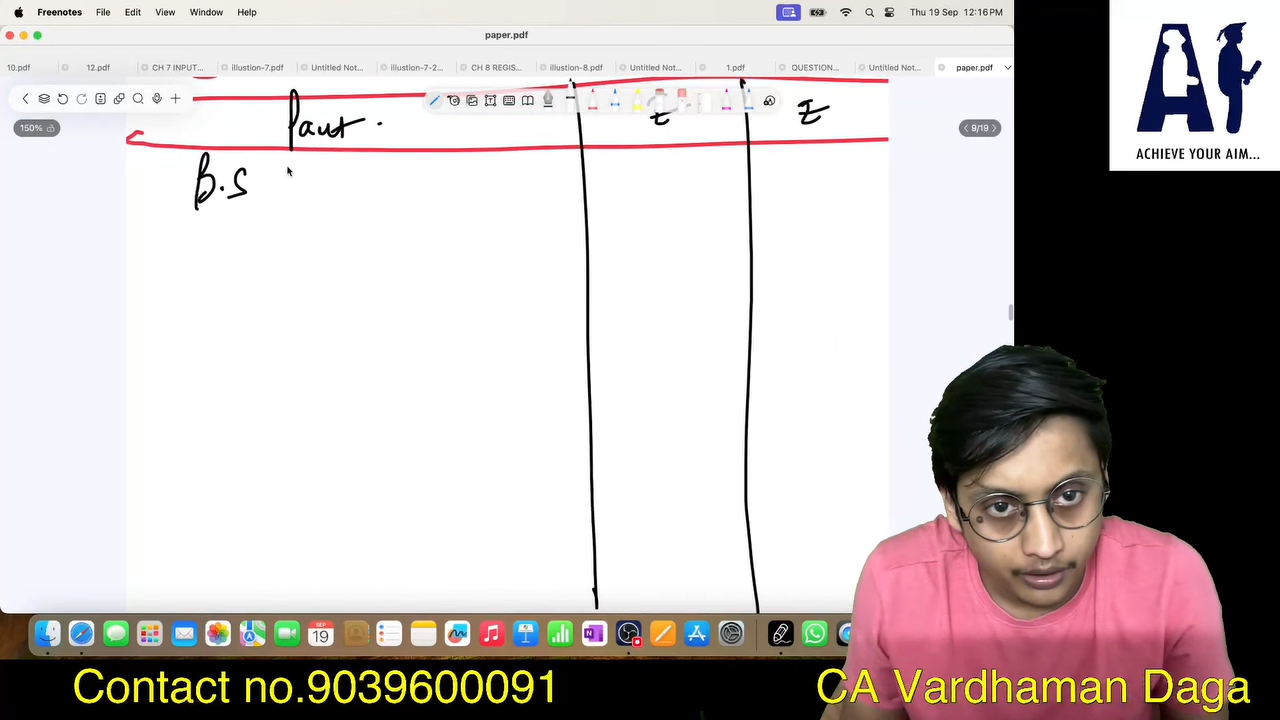 Freenotes File Edit View Window Help Thu 19 Sep 12:16 PM
paper.pdf
10.pdf 12.pdf CH 7 INPUT... illustion-7.pdf Untitled Not... illustion-7-2... CH 8 REGIS... illustion-8.pdf Untitled Not... 1.pdf QUESTION... Untitled Not... paper.pdf
150% 9/19
B.S
SEP
19
ACHIEVE YOUR AIM...
Contact no.9039600091 CA Vardhaman Daga